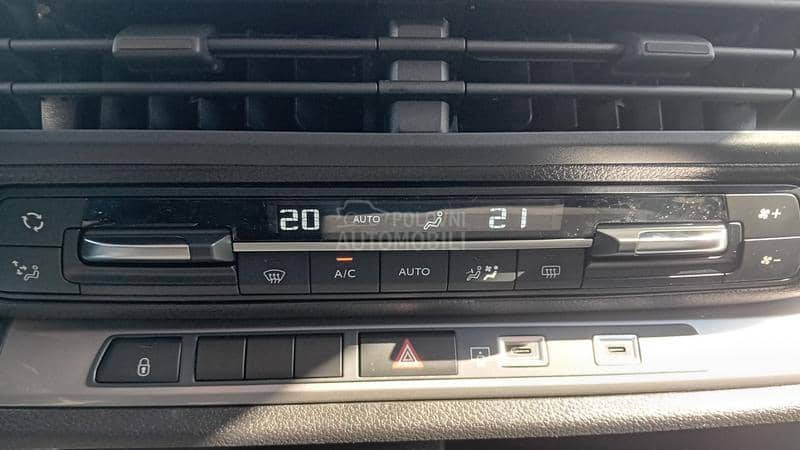 20 AUTO 21
POLOVNI
AUTOMOBILI
A/C AUTO